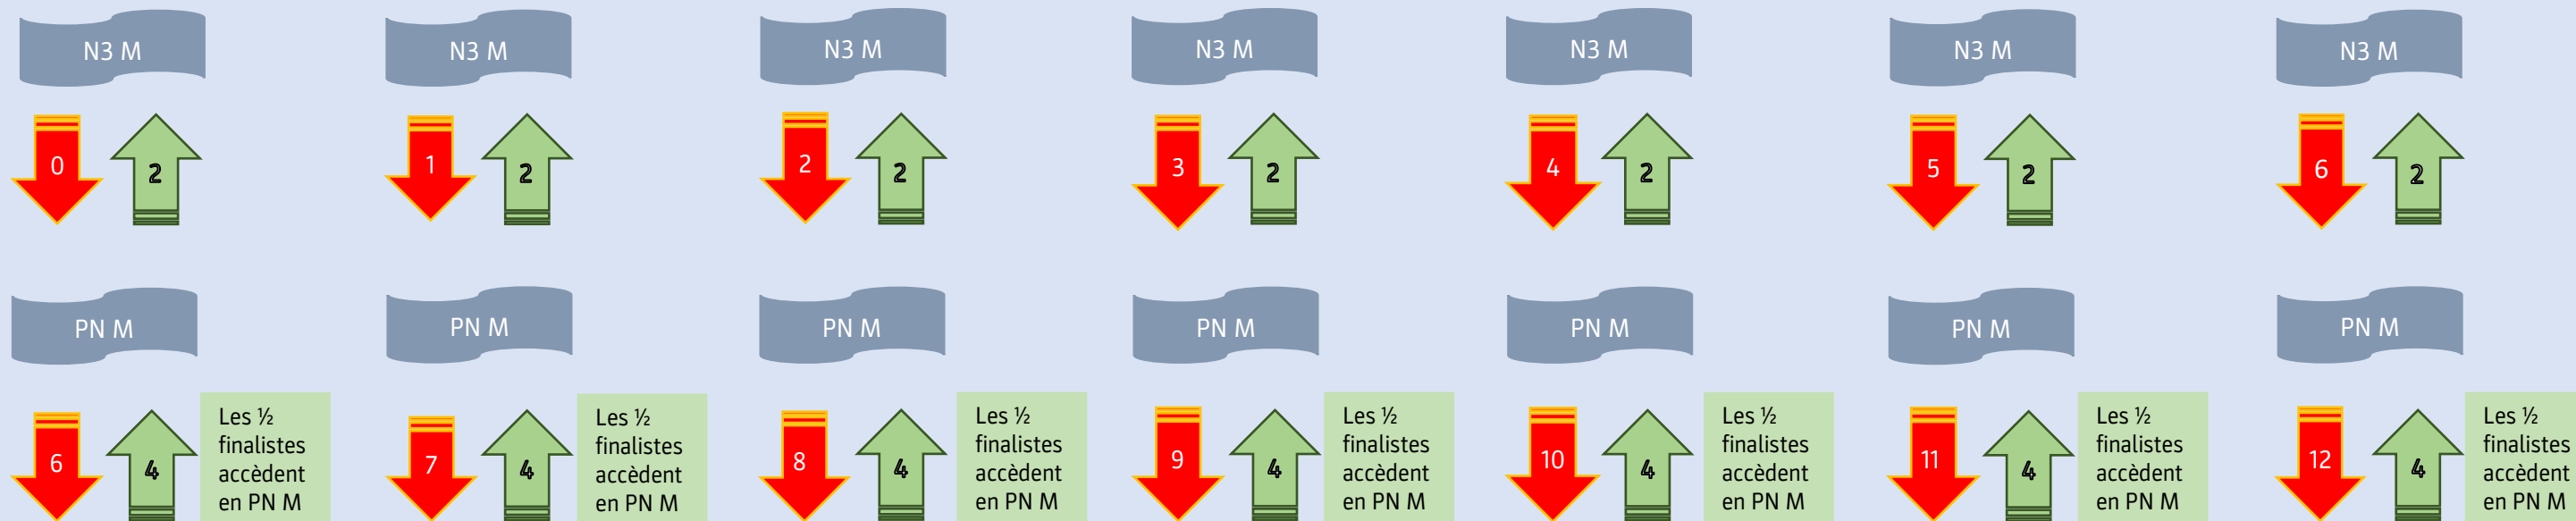 N3 M
N3 M
N3 M
N3 M
N3 M
N3 M
N3 M
0
2
1
2
2
2
3
2
4
2
5
2
6
2
PN M
PN M
PN M
PN M
PN M
PN M
PN M
6
4
Les ½
finalistes
accèdent
en PN M
7
4
Les ½
finalistes
accèdent
en PN M
8
4
Les ½
finalistes
accèdent
en PN M
9
4
Les ½
finalistes
accèdent
en PN M
10
4
Les ½
finalistes
accèdent
en PN M
11
4
Les ½
finalistes
accèdent
en PN M
12
4
Les ½
finalistes
accèdent
en PN M